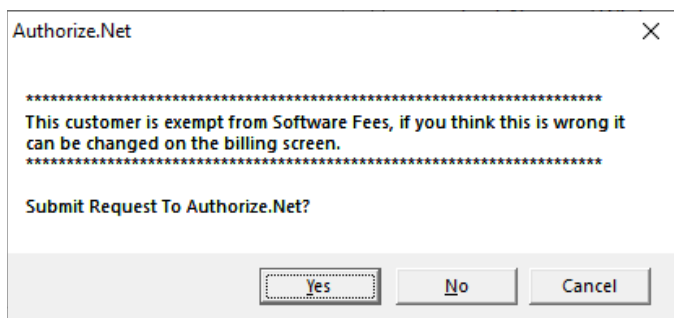 Authorize.Net
************************************************************************
This customer is exempt from Software Fees, if you think this is wrong it
can be changed on the billing screen.
************************************************************************
Submit Request To Authorize.Net?
Yes No Cancel